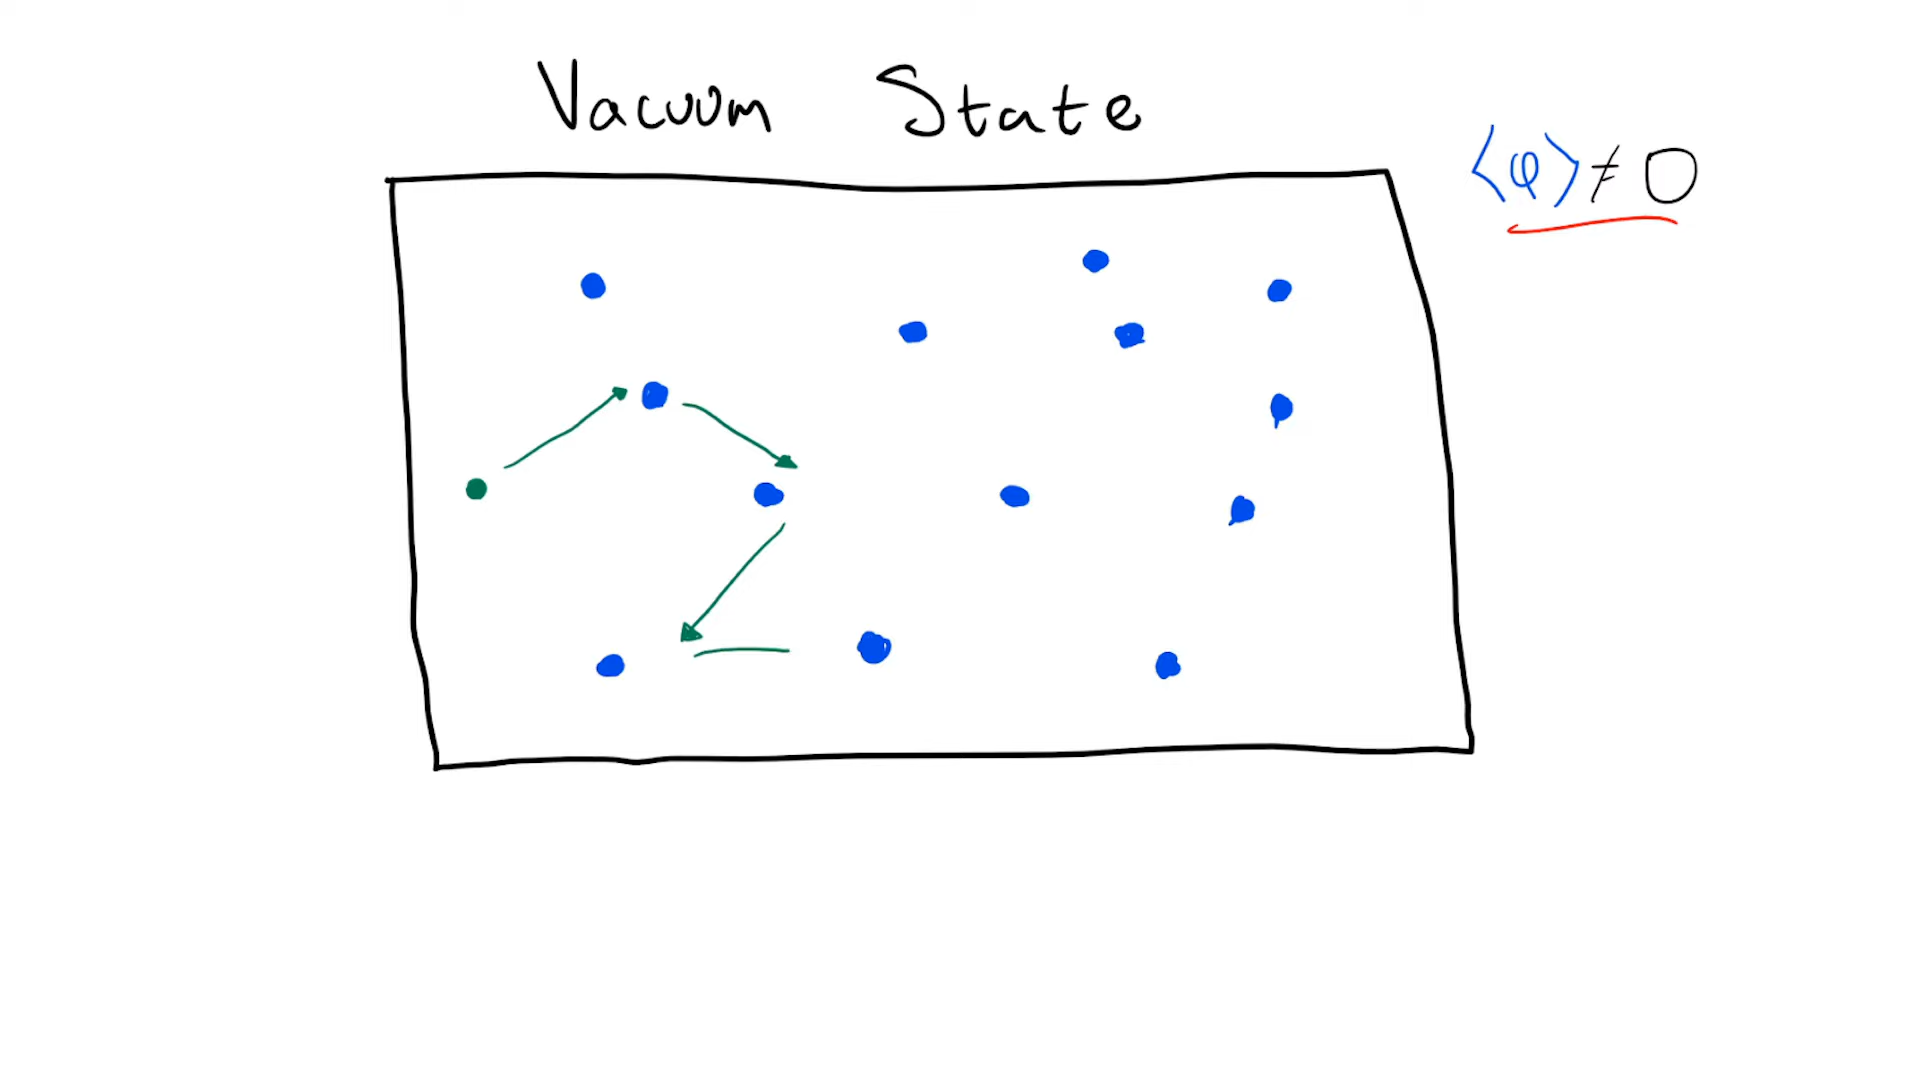 Vacuum State
⟨φ⟩ ≠ 0